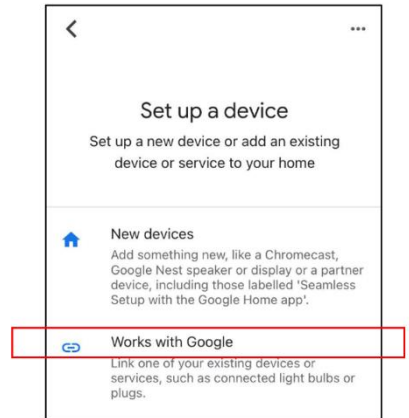 Set up a device
Set up a new device or add an existing
device or service to your home
New devices
Add something new, like a Chromecast,
Google Nest speaker or display or a partner
device, including those labelled 'Seamless
Setup with the Google Home app'.
Works with Google
Link one of your existing devices or
services, such as connected light bulbs or
plugs.